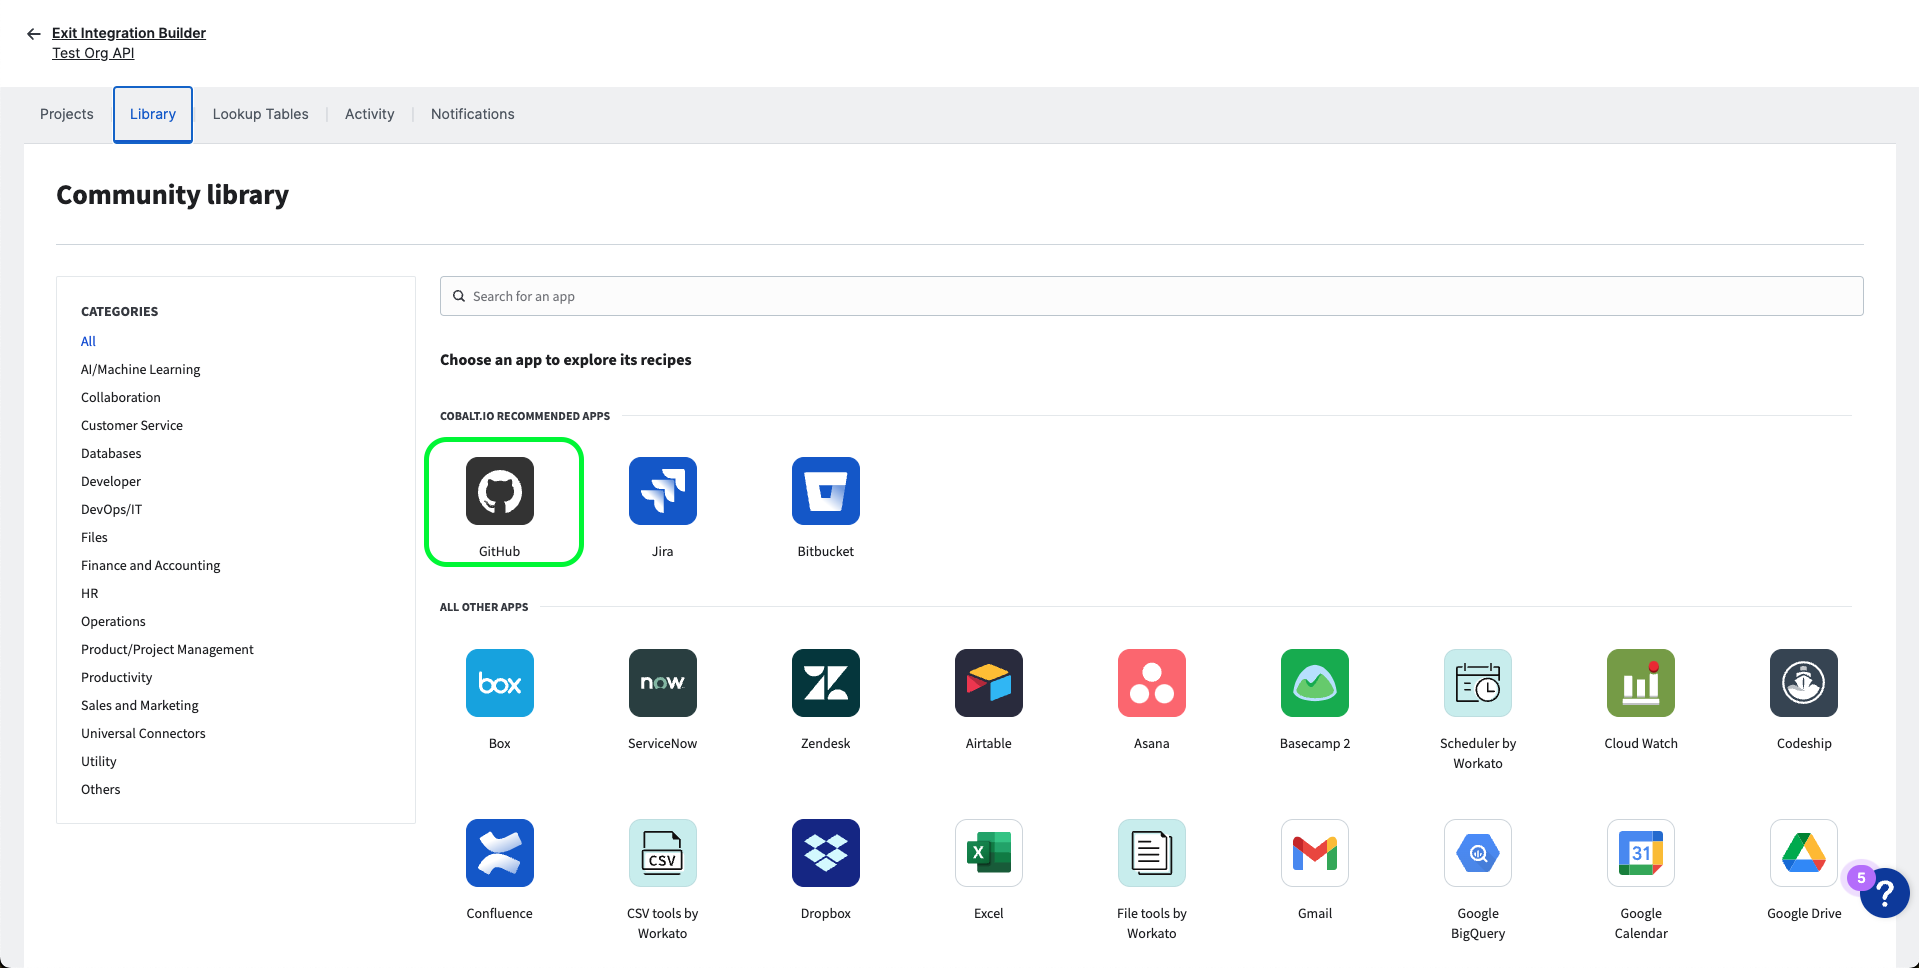 Exit Integration Builder
Test Org API
Projects
Library
Lookup Tables
Activity
Notifications
Community library
CATEGORIES
All
AI/Machine Learning
Collaboration
Customer Service
Databases
Developer
DevOps/IT
Files
Finance and Accounting
HR
Operations
Product/Project Management
Productivity
Sales and Marketing
Universal Connectors
Utility
Others
Search for an app
Choose an app to explore its recipes
COBALT.IO RECOMMENDED APPS
GitHub
Jira
Bitbucket
ALL OTHER APPS
box
now
Box
ServiceNow
Zendesk
Airtable
Asana
Basecamp 2
Scheduler by
Workato
Cloud Watch
Codeship
CSV
X
31
Confluence
CSV tools by
Workato
Dropbox
Excel
File tools by
Workato
Gmail
Google
BigQuery
Google
Calendar
Google Drive
5
?